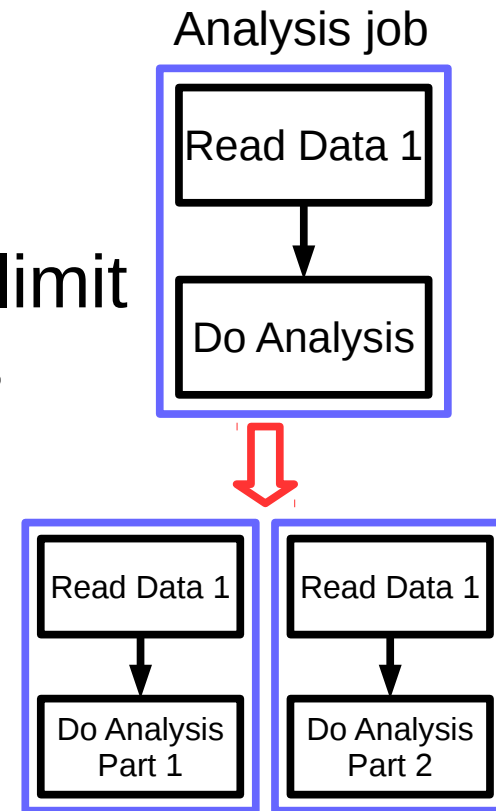 Analysis job
Read Data 1
limit
Do Analysis
Read Data 1
Do Analysis
Part 1
Read Data 1
Do Analysis
Part 2